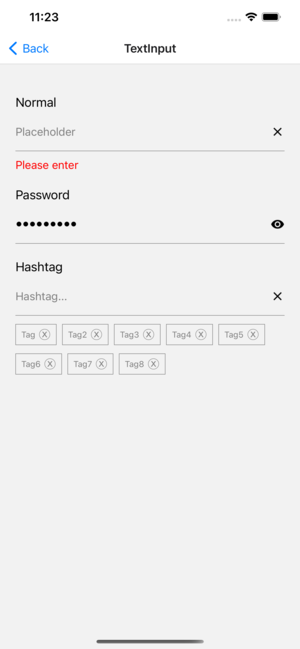 11:23
Back TextInput
Normal
Placeholder
Please enter
Password
•••••••••
Hashtag
Hashtag...
Tag X Tag2 X Tag3 X Tag4 X Tag5 X
Tag6 X Tag7 X Tag8 X